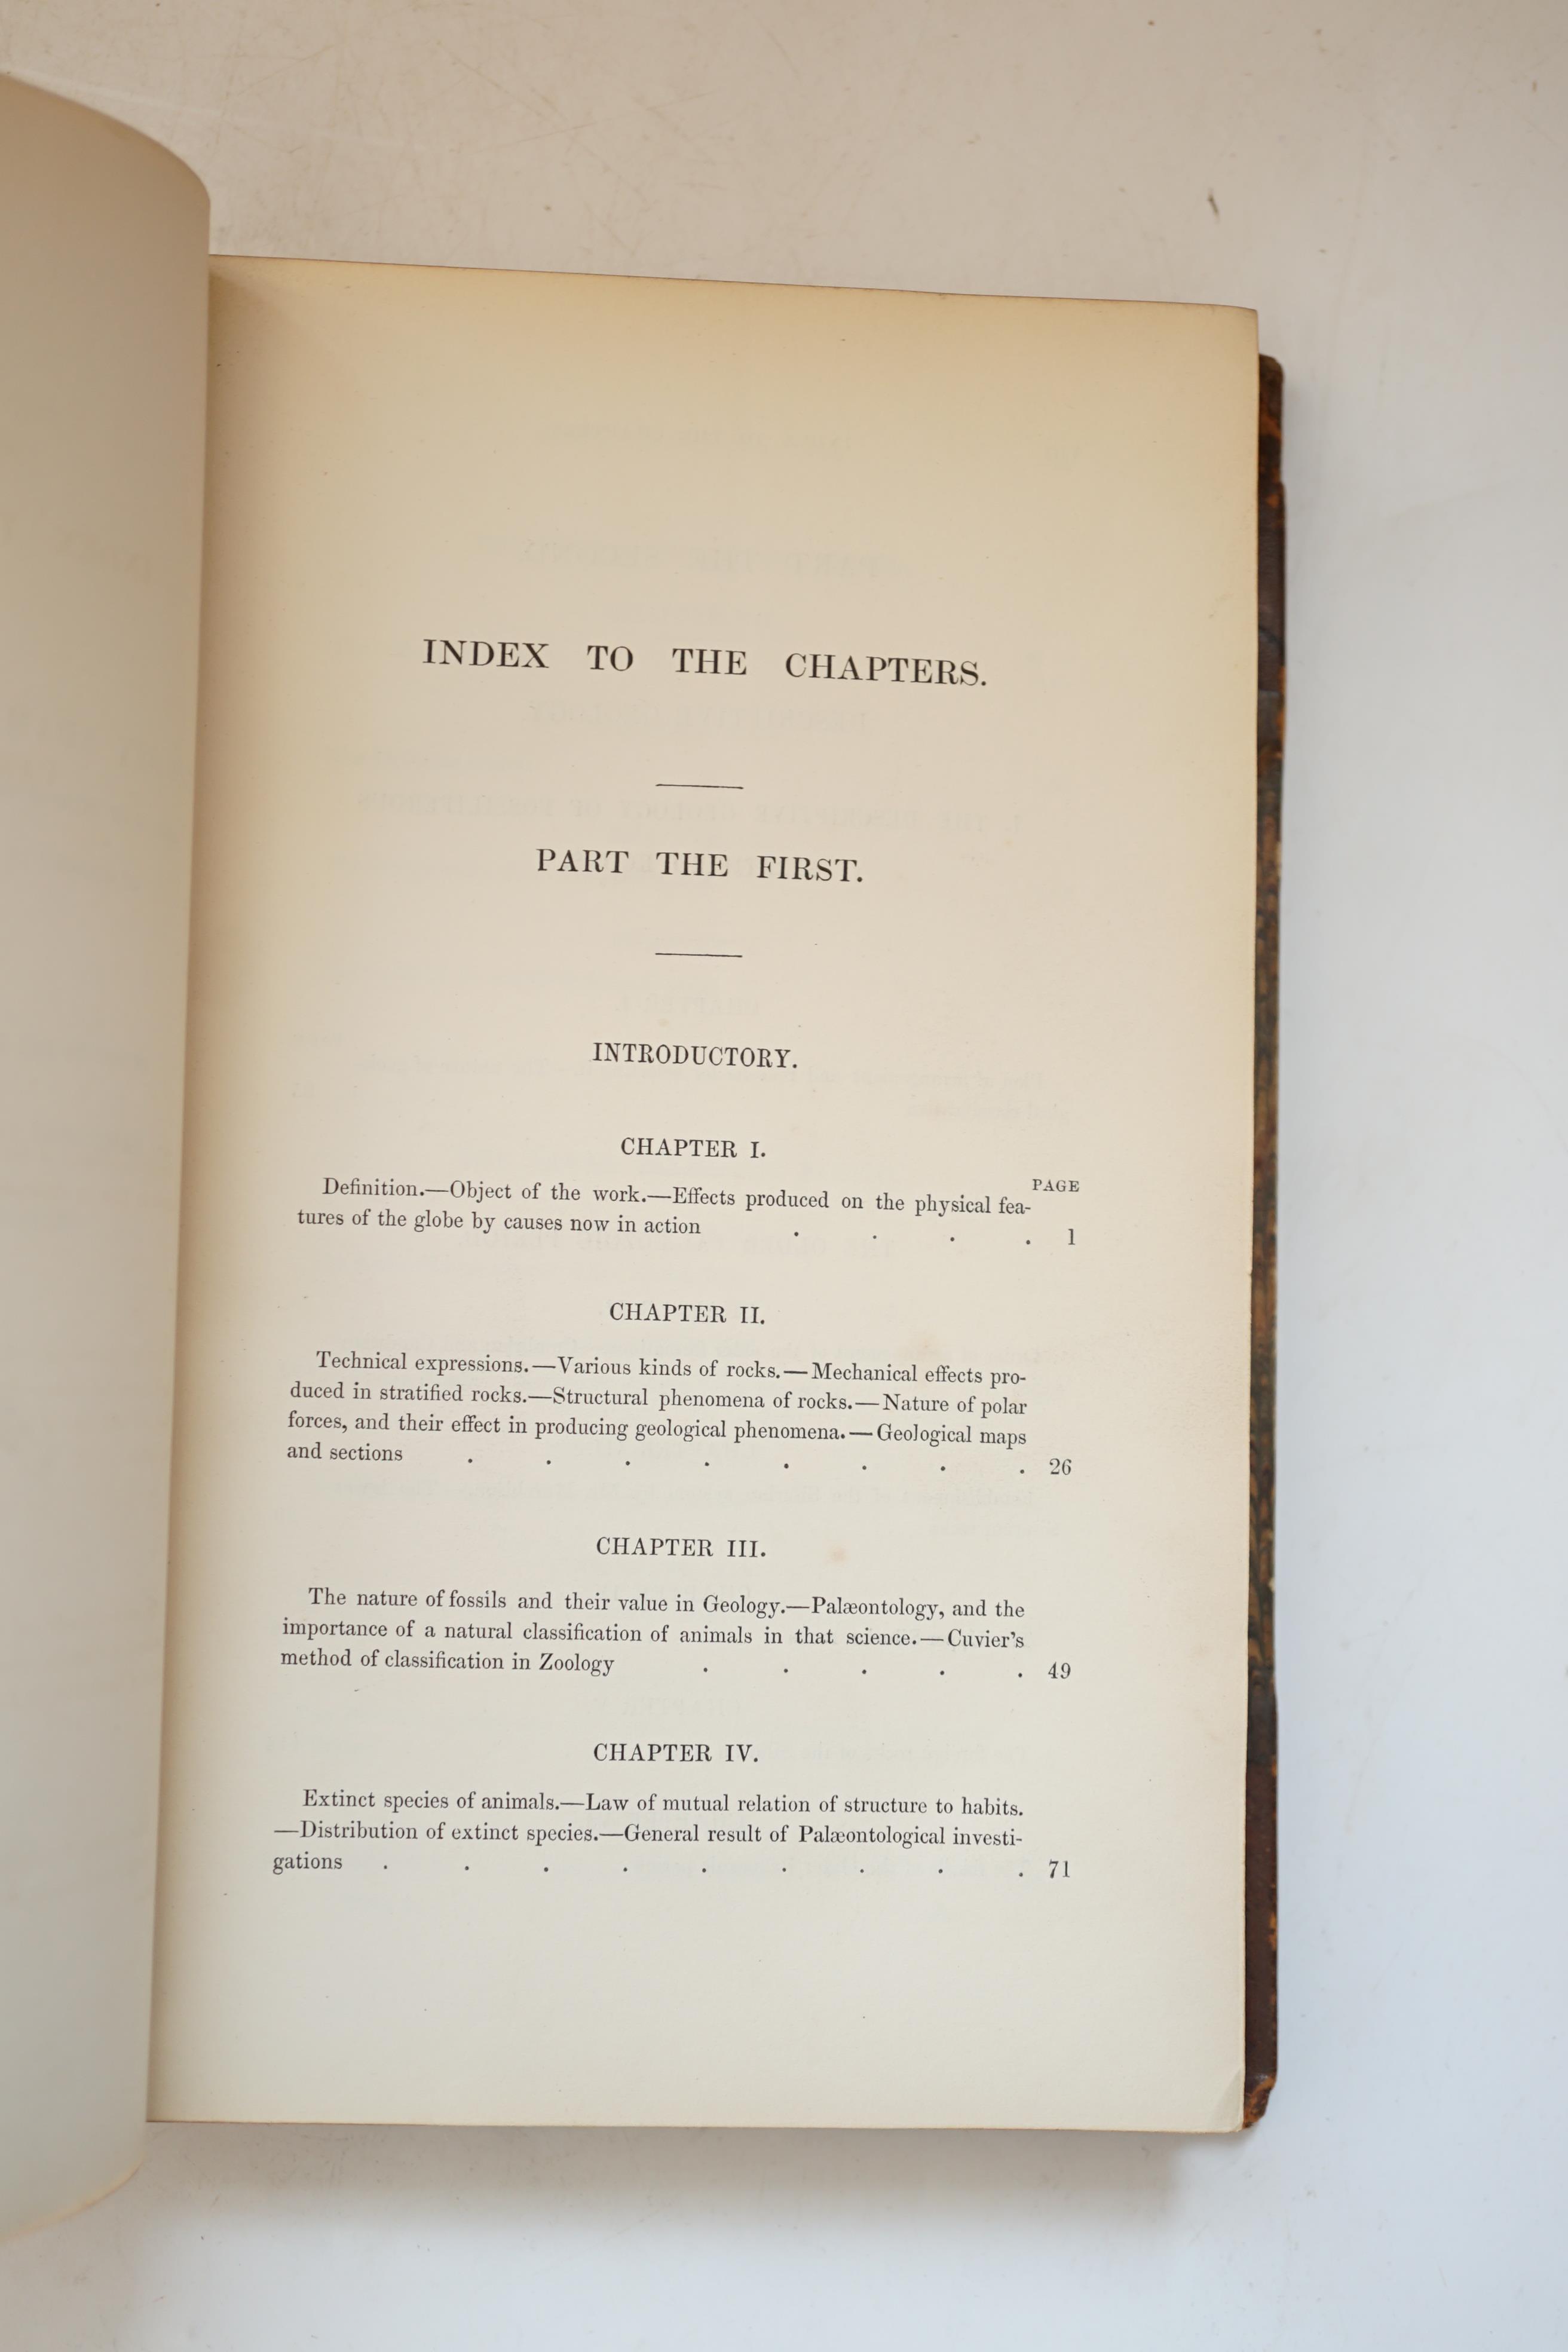 INDEX TO THE CHAPTERS.
PART THE FIRST.
INTRODUCTORY.
CHAPTER I.
PAGE
Definition.—Object of the work.—Effects produced on the physical fea-
tures of the globe by causes now in action . . . . 1
CHAPTER II.
Technical expressions.—Various kinds of rocks.—Mechanical effects pro-
duced in stratified rocks.—Structural phenomena of rocks.—Nature of polar
forces, and their effect in producing geological phenomena.—Geological maps
and sections . . . . . . . . 26
CHAPTER III.
The nature of fossils and their value in Geology.—Palæontology, and the
importance of a natural classification of animals in that science.—Cuvier's
method of classification in Zoology . . . . . 49
CHAPTER IV.
Extinct species of animals.—Law of mutual relation of structure to habits.
—Distribution of extinct species.—General result of Palæontological investi-
gations . . . . . . . . . 71